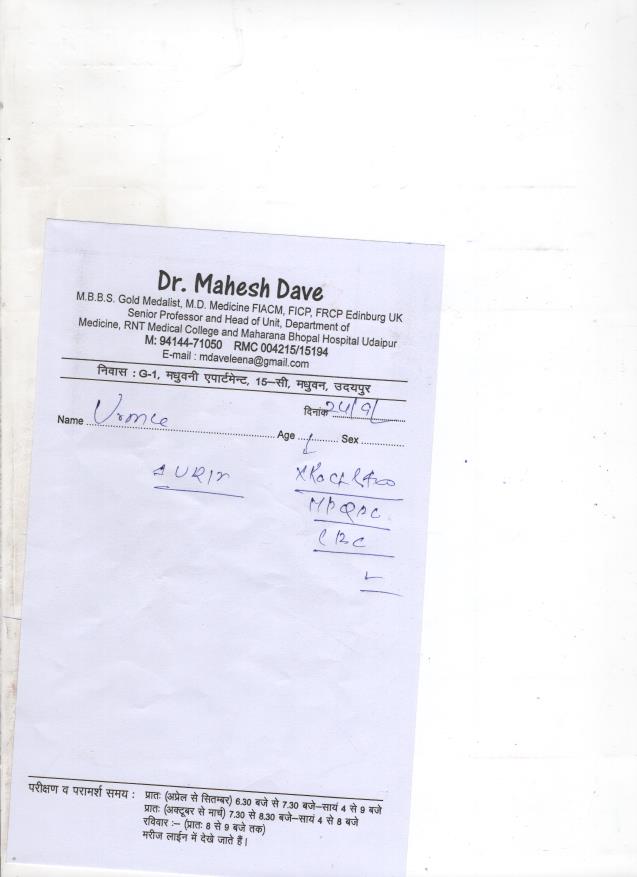 Dr. Mahesh Dave
M.B.B.S. Gold Medalist, M.D. Medicine FIACM, FICP, FRCP Edinburg UK
Senior Professor and Head of Unit, Department of
Medicine, RNT Medical College and Maharana Bhopal Hospital Udaipur
M: 94144-71050 RMC 004215/15194
E-mail : mdaveleena@gmail.com
निवास : G-1, मधुवनी एपार्टमेन्ट, 15–सी, मधुवन, उदयपुर
दिनांक 24/9/
Name Age Sex
CBC
परीक्षण व परामर्श समय : प्रातः (अप्रेल से सितम्बर) 6.30 बजे से 7.30 बजे–सायं 4 से 9 बजे
प्रातः (अक्टूबर से मार्च) 7.30 से 8.30 बजे–सायं 4 से 8 बजे
रविवार :– (प्रातः 8 से 9 बजे तक)
मरीज लाईन में देखे जाते हैं।